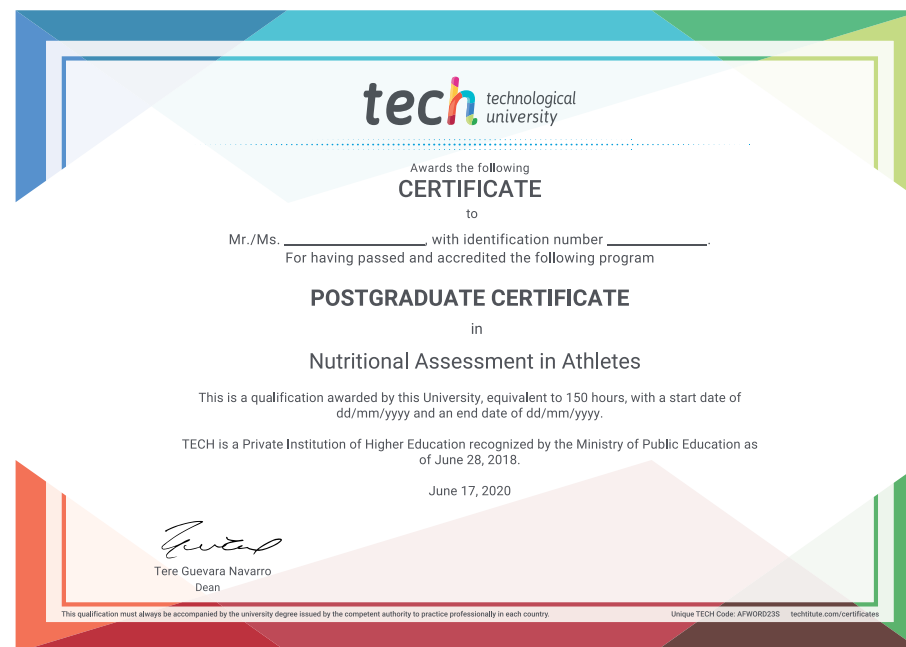 tech technological
university
Awards the following
CERTIFICATE
to
Mr./Ms. ____________, with identification number ____________.
For having passed and accredited the following program
POSTGRADUATE CERTIFICATE
in
Nutritional Assessment in Athletes
This is a qualification awarded by this University, equivalent to 150 hours, with a start date of
dd/mm/yyyy and an end date of dd/mm/yyyy.
TECH is a Private Institution of Higher Education recognized by the Ministry of Public Education as
of June 28, 2018.
June 17, 2020
Tere Guevara Navarro
Dean
This qualification must always be accompanied by the university degree issued by the competent authority to practice professionally in each country. Unique TECH Code: AFWORD23S techtitute.com/certificates